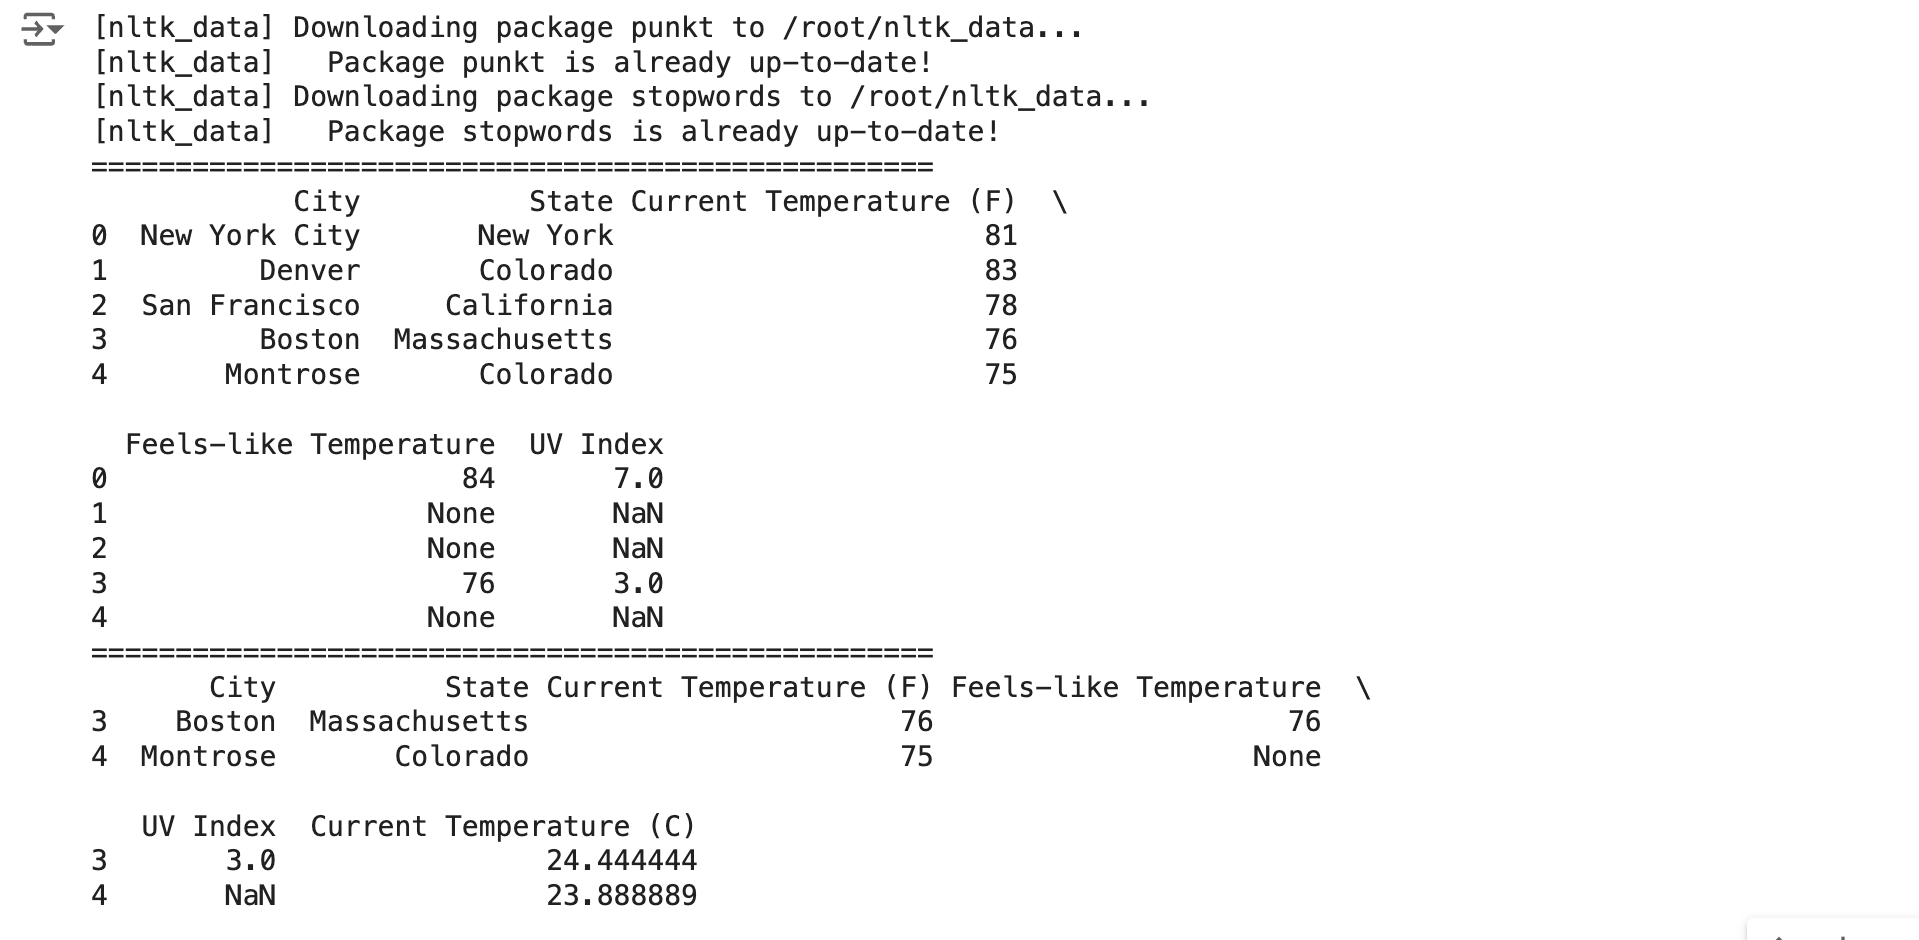 [nltk_data] Downloading package punkt to /root/nltk_data...
[nltk_data]   Package punkt is already up-to-date!
[nltk_data] Downloading package stopwords to /root/nltk_data...
[nltk_data]   Package stopwords is already up-to-date!
==================================================
            City          State Current Temperature (F)  \
0  New York City       New York                      81
1         Denver       Colorado                      83
2  San Francisco     California                      78
3         Boston  Massachusetts                      76
4       Montrose       Colorado                      75

  Feels-like Temperature  UV Index
0                     84       7.0
1                   None       NaN
2                   None       NaN
3                     76       3.0
4                   None       NaN
==================================================
       City          State Current Temperature (F) Feels-like Temperature  \
3    Boston  Massachusetts                      76                     76
4  Montrose       Colorado                      75                   None

   UV Index  Current Temperature (C)
3       3.0                24.444444
4       NaN                23.888889